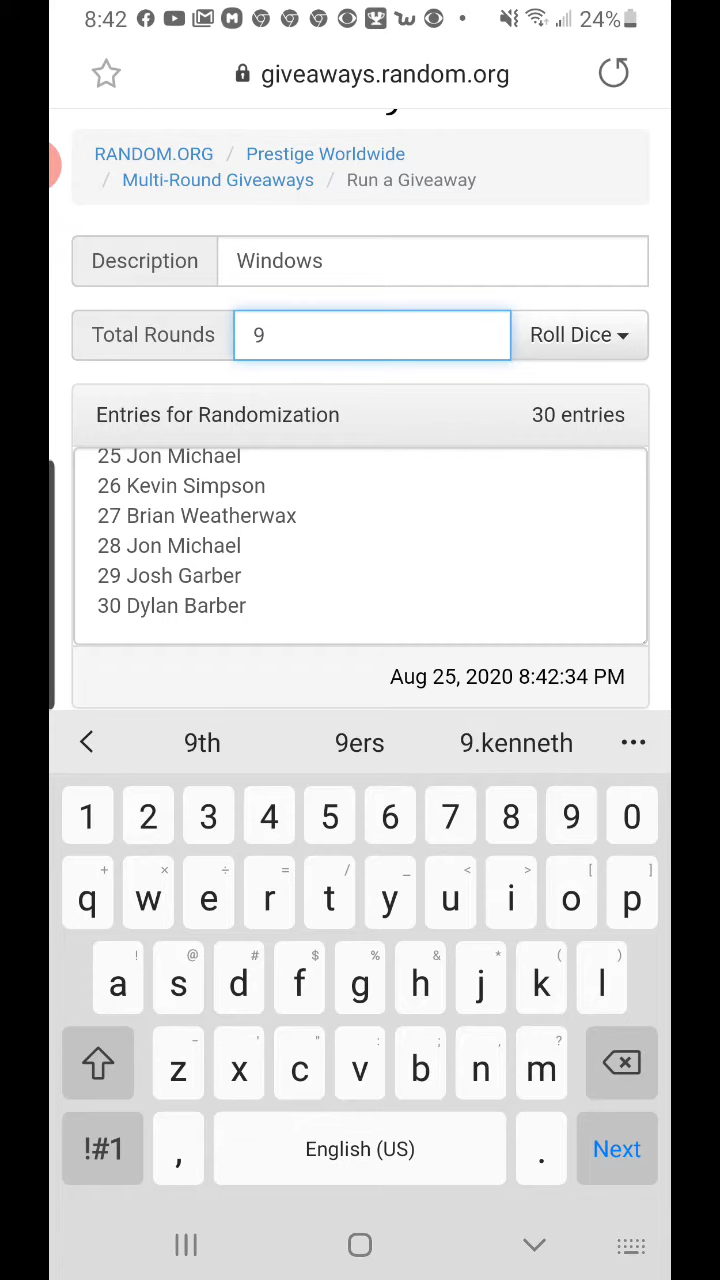 8:42 24%
giveaways.random.org
RANDOM.ORG / Prestige Worldwide
/ Multi-Round Giveaways / Run a Giveaway
Description Windows
Total Rounds 9 Roll Dice
Entries for Randomization 30 entries
25 Jon Michael
26 Kevin Simpson
27 Brian Weatherwax
28 Jon Michael
29 Josh Garber
30 Dylan Barber
Aug 25, 2020 8:42:34 PM
9th 9ers 9.kenneth
1 2 3 4 5 6 7 8 9 0
+ × ÷ = / _ < > [ ]
q w e r t y u i o p
! @ # $ % & * ( )
a s d f g h j k l
- ' " : ; , ?
z x c v b n m
!#1 , English (US) . Next